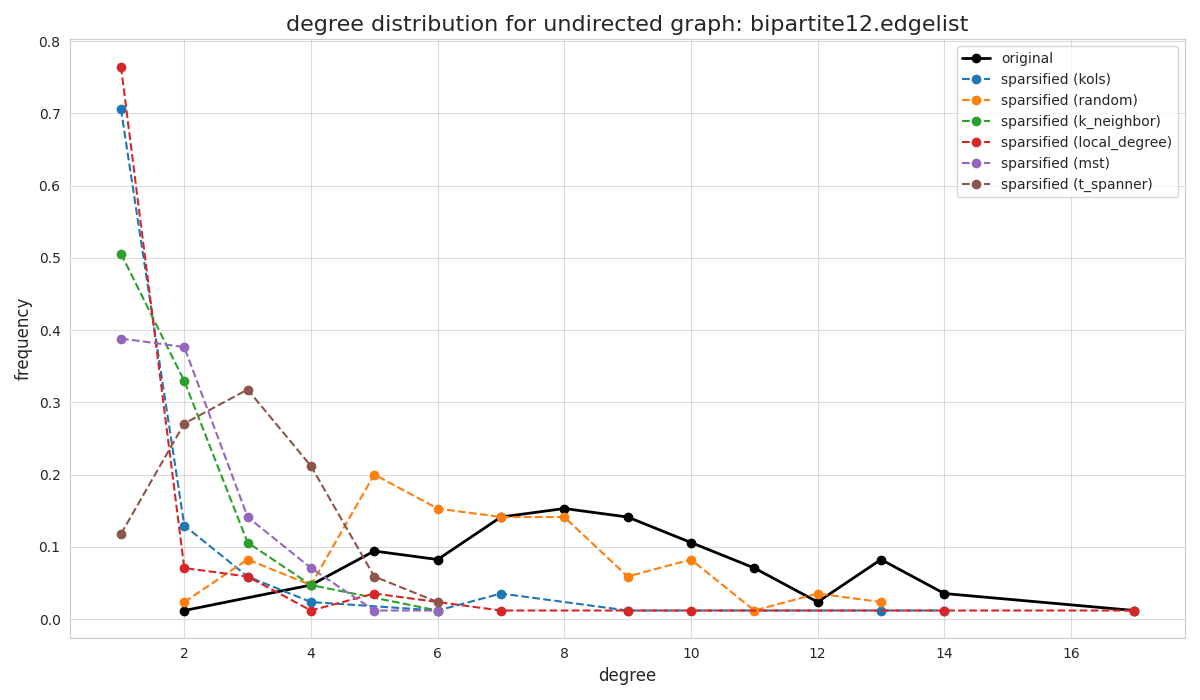 degree distribution for undirected graph: bipartite12.edgelist
original
sparsified (kols)
sparsified (random)
sparsified (k_neighbor)
sparsified (local_degree)
sparsified (mst)
sparsified (t_spanner)
frequency
0.8
0.7
0.6
0.5
0.4
0.3
0.2
0.1
0.0
2 4 6 8 10 12 14 16
degree